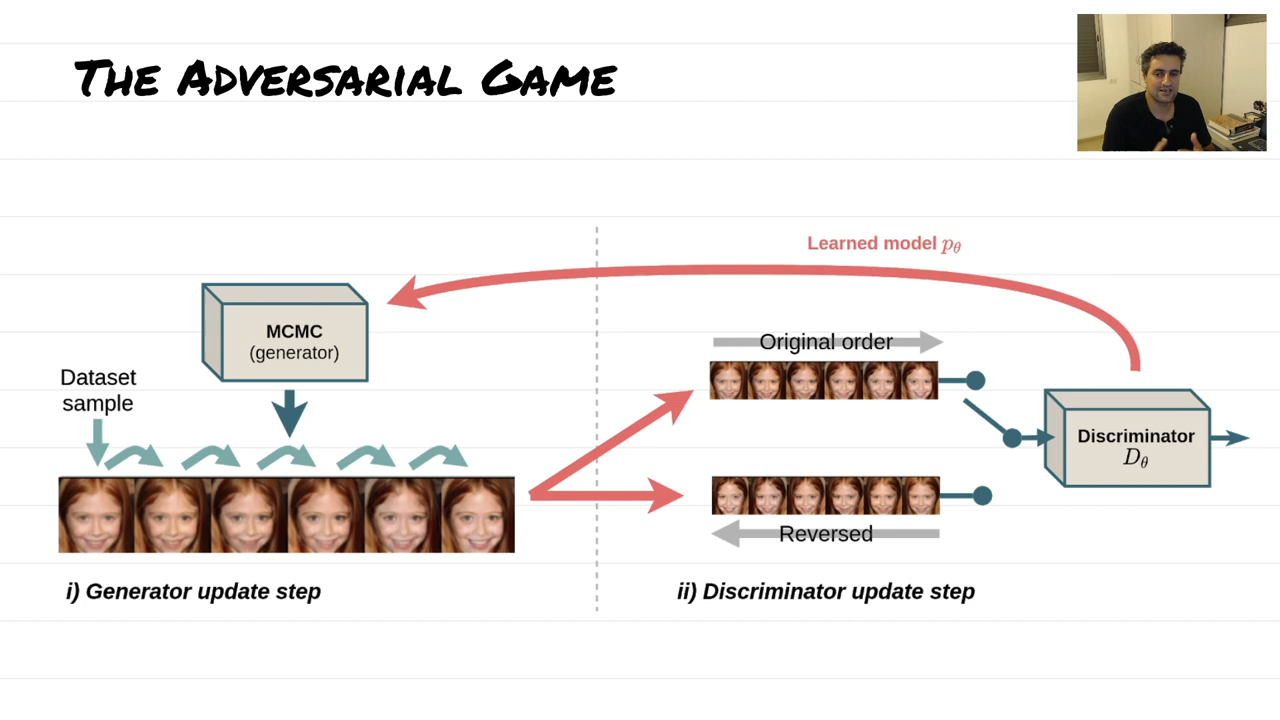 THE ADVERSARIAL GAME
Learned model pθ
MCMC
(generator)
Dataset
sample
Original order
Discriminator
Dθ
Reversed
i) Generator update step
ii) Discriminator update step